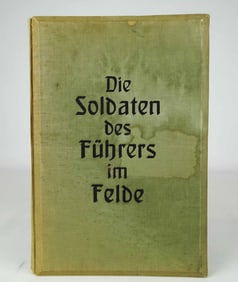 Die
Soldaten
des
Führers
im
Felde